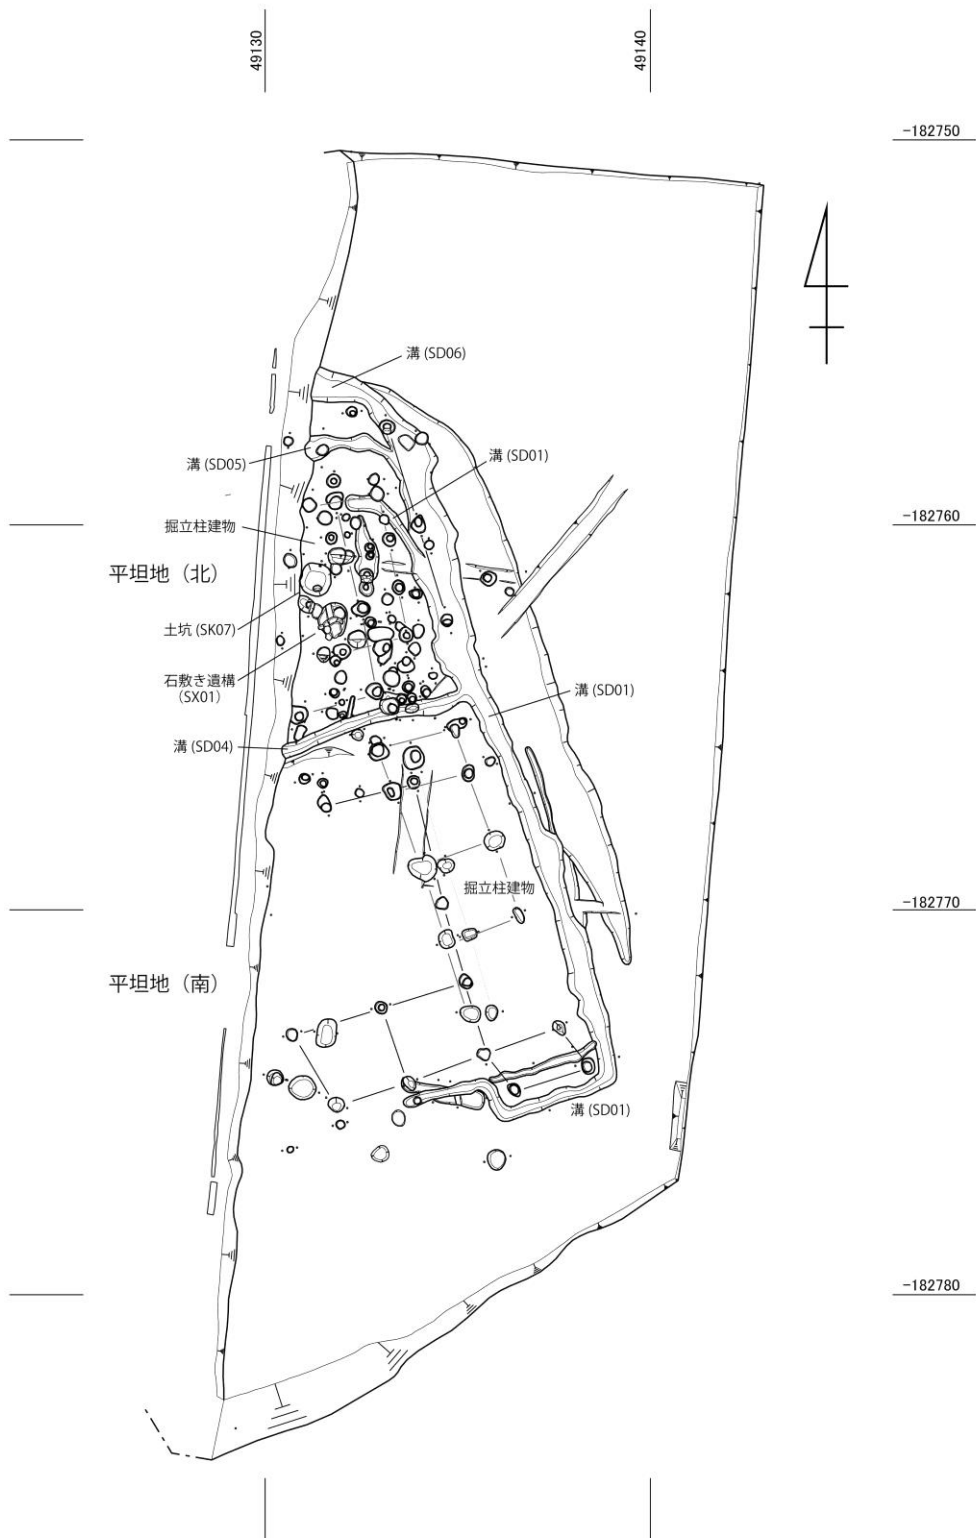 49130
49140
-182750
溝 (SD06)
溝 (SD05)
溝 (SD01)
掘立柱建物
-182760
平坦地（北）
土坑 (SK07)
石敷き遺構
（SX01）
溝 (SD01)
溝 (SD04)
掘立柱建物
-182770
平坦地（南）
溝 (SD01)
-182780